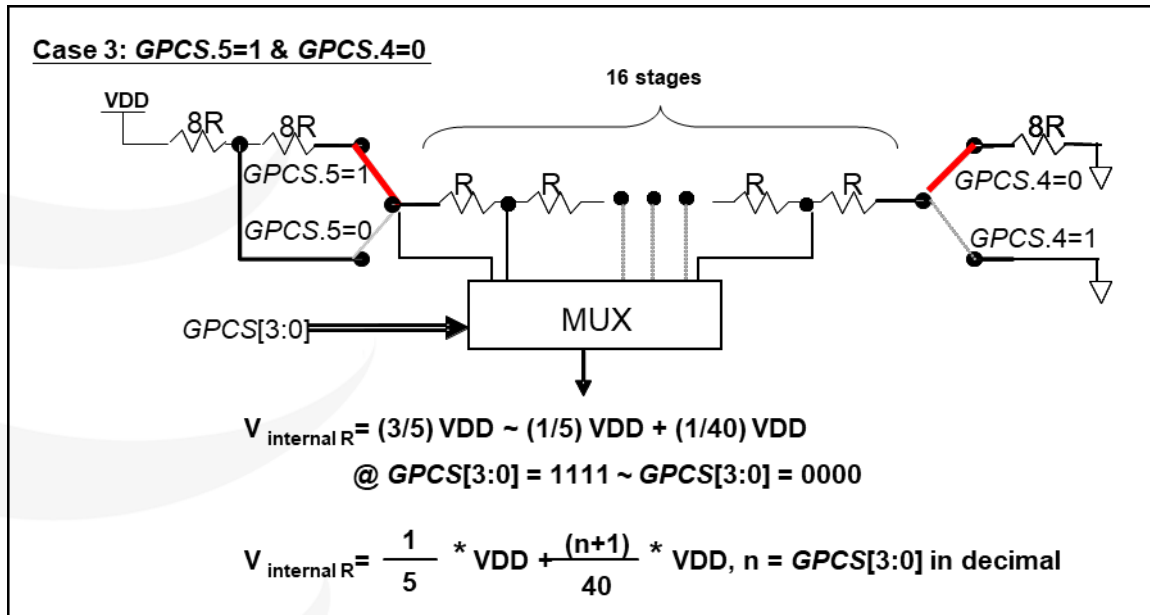 Case 3: GPCS.5=1 & GPCS.4=0
16 stages
VDD
8R
8R
8R
GPCS.5=1
GPCS.4=0
R
R
R
R
GPCS.5=0
GPCS.4=1
GPCS[3:0]
MUX
V internal R = (3/5) VDD ~ (1/5) VDD + (1/40) VDD
@ GPCS[3:0] = 1111 ~ GPCS[3:0] = 0000
V internal R = 1/5 * VDD + (n+1)/40 * VDD, n = GPCS[3:0] in decimal